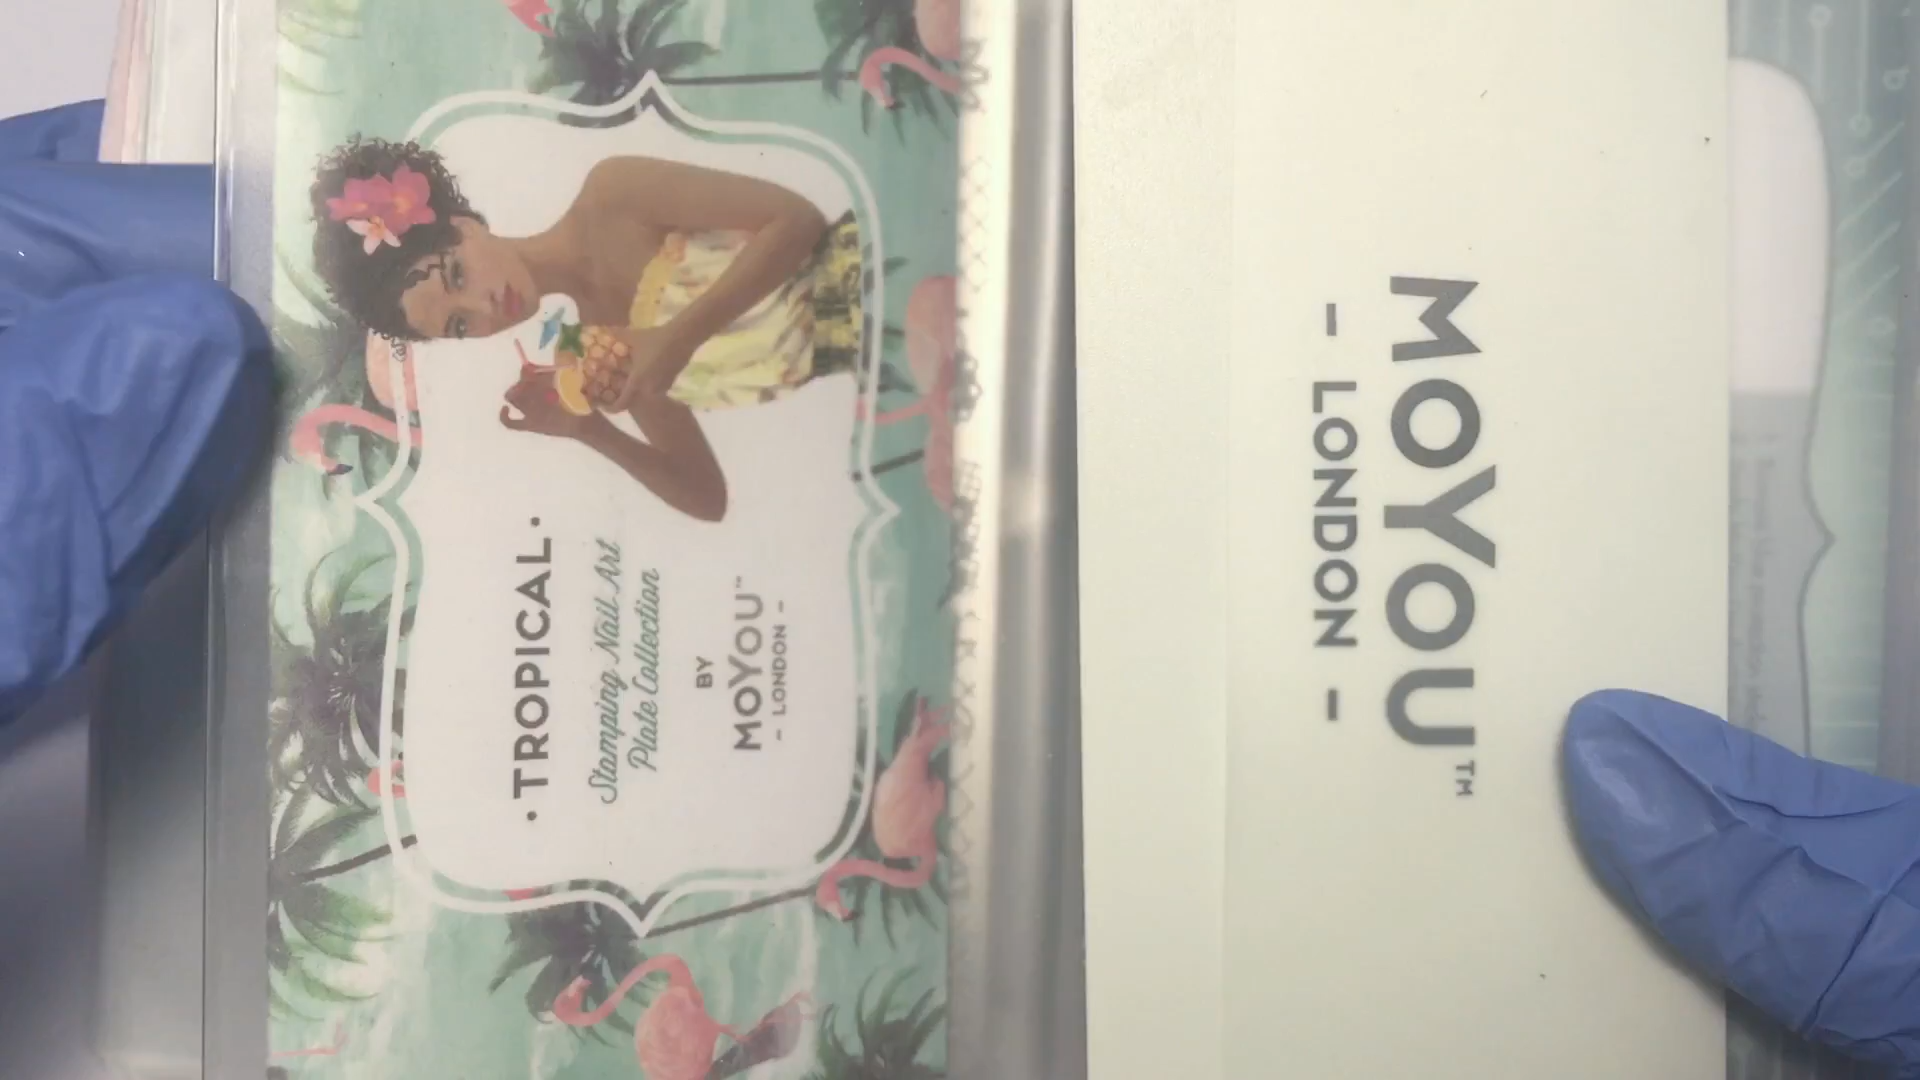 ·TROPICAL·
Stamping Nail Art
Plate Collection
BY
MOYOU™
- LONDON -
MOYOU™
- LONDON -